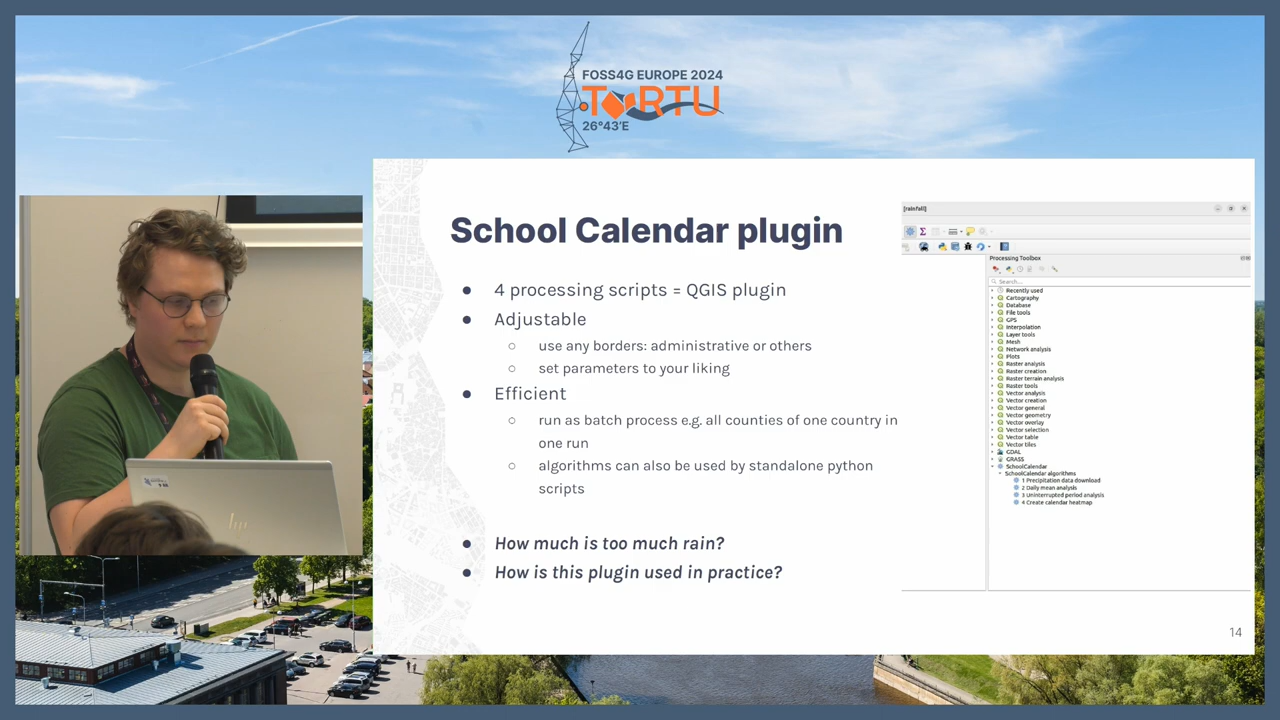 FOSS4G EUROPE 2024
TARTU
26°43'E
School Calendar plugin
● 4 processing scripts = QGIS plugin
● Adjustable
○ use any borders: administrative or others
○ set parameters to your liking
● Efficient
○ run as batch process e.g. all counties of one country in
one run
○ algorithms can also be used by standalone python
scripts
● How much is too much rain?
● How is this plugin used in practice?
[rainfall]
Processing Toolbox
Search...
Recently used
Cartography
Database
File tools
GPS
Interpolation
Layer tools
Mesh
Network analysis
Plots
Raster analysis
Raster creation
Raster terrain analysis
Raster tools
Vector analysis
Vector creation
Vector general
Vector geometry
Vector overlay
Vector selection
Vector table
Vector tiles
GDAL
GRASS
SchoolCalendar
SchoolCalendar algorithms
1 Precipitation data download
2 Daily mean analysis
3 Uninterrupted period analysis
4 Create calendar heatmap
14